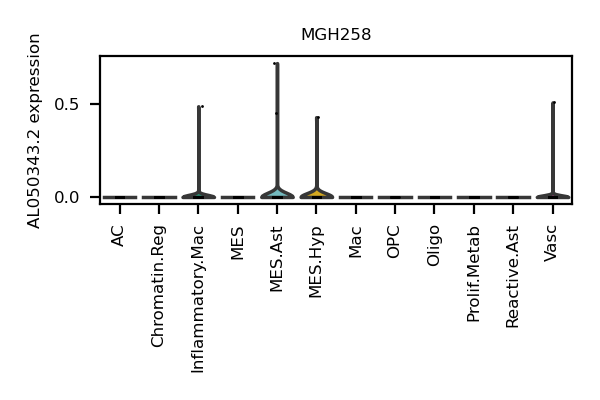 MGH258
AL050343.2 expression
0.5
0.0
AC
Chromatin.Reg
Inflammatory.Mac
MES
MES.Ast
MES.Hyp
Mac
OPC
Oligo
Prolif.Metab
Reactive.Ast
Vasc